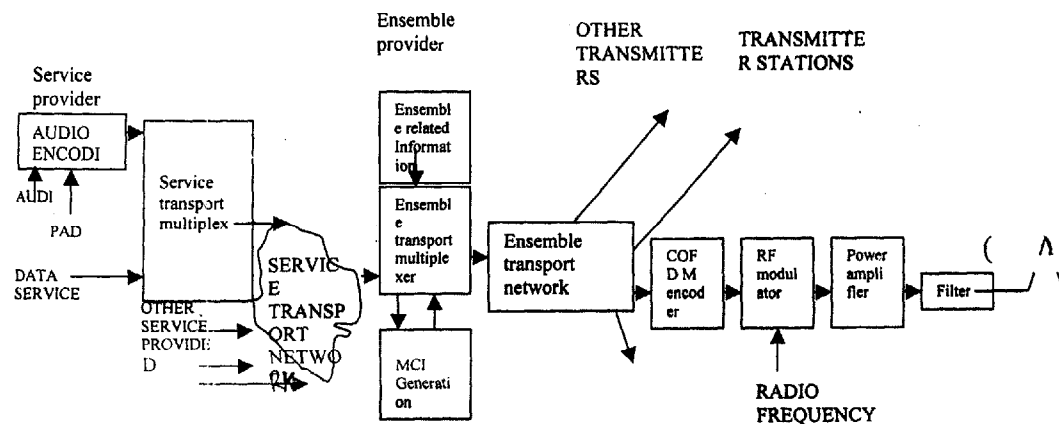 Ensemble
provider
OTHER
TRANSMITTE
RS
TRANSMITTE
R STATIONS
Service
provider
AUDIO
ENCODI
AUDI
PAD
DATA
SERVICE
Service
transport
multiplex
OTHER
SERVICE
PROVIDE
D
SERVIC
E
TRANSP
ORT
NETWO
RK
Ensembl
e related
Informat
ion
Ensembl
e
transport
multiple
xer
MCI
Generati
on
Ensemble
transport
network
COF
D M
encod
er
RF
modul
ator
Power
ampli
fier
Filter
RADIO
FREQUENCY